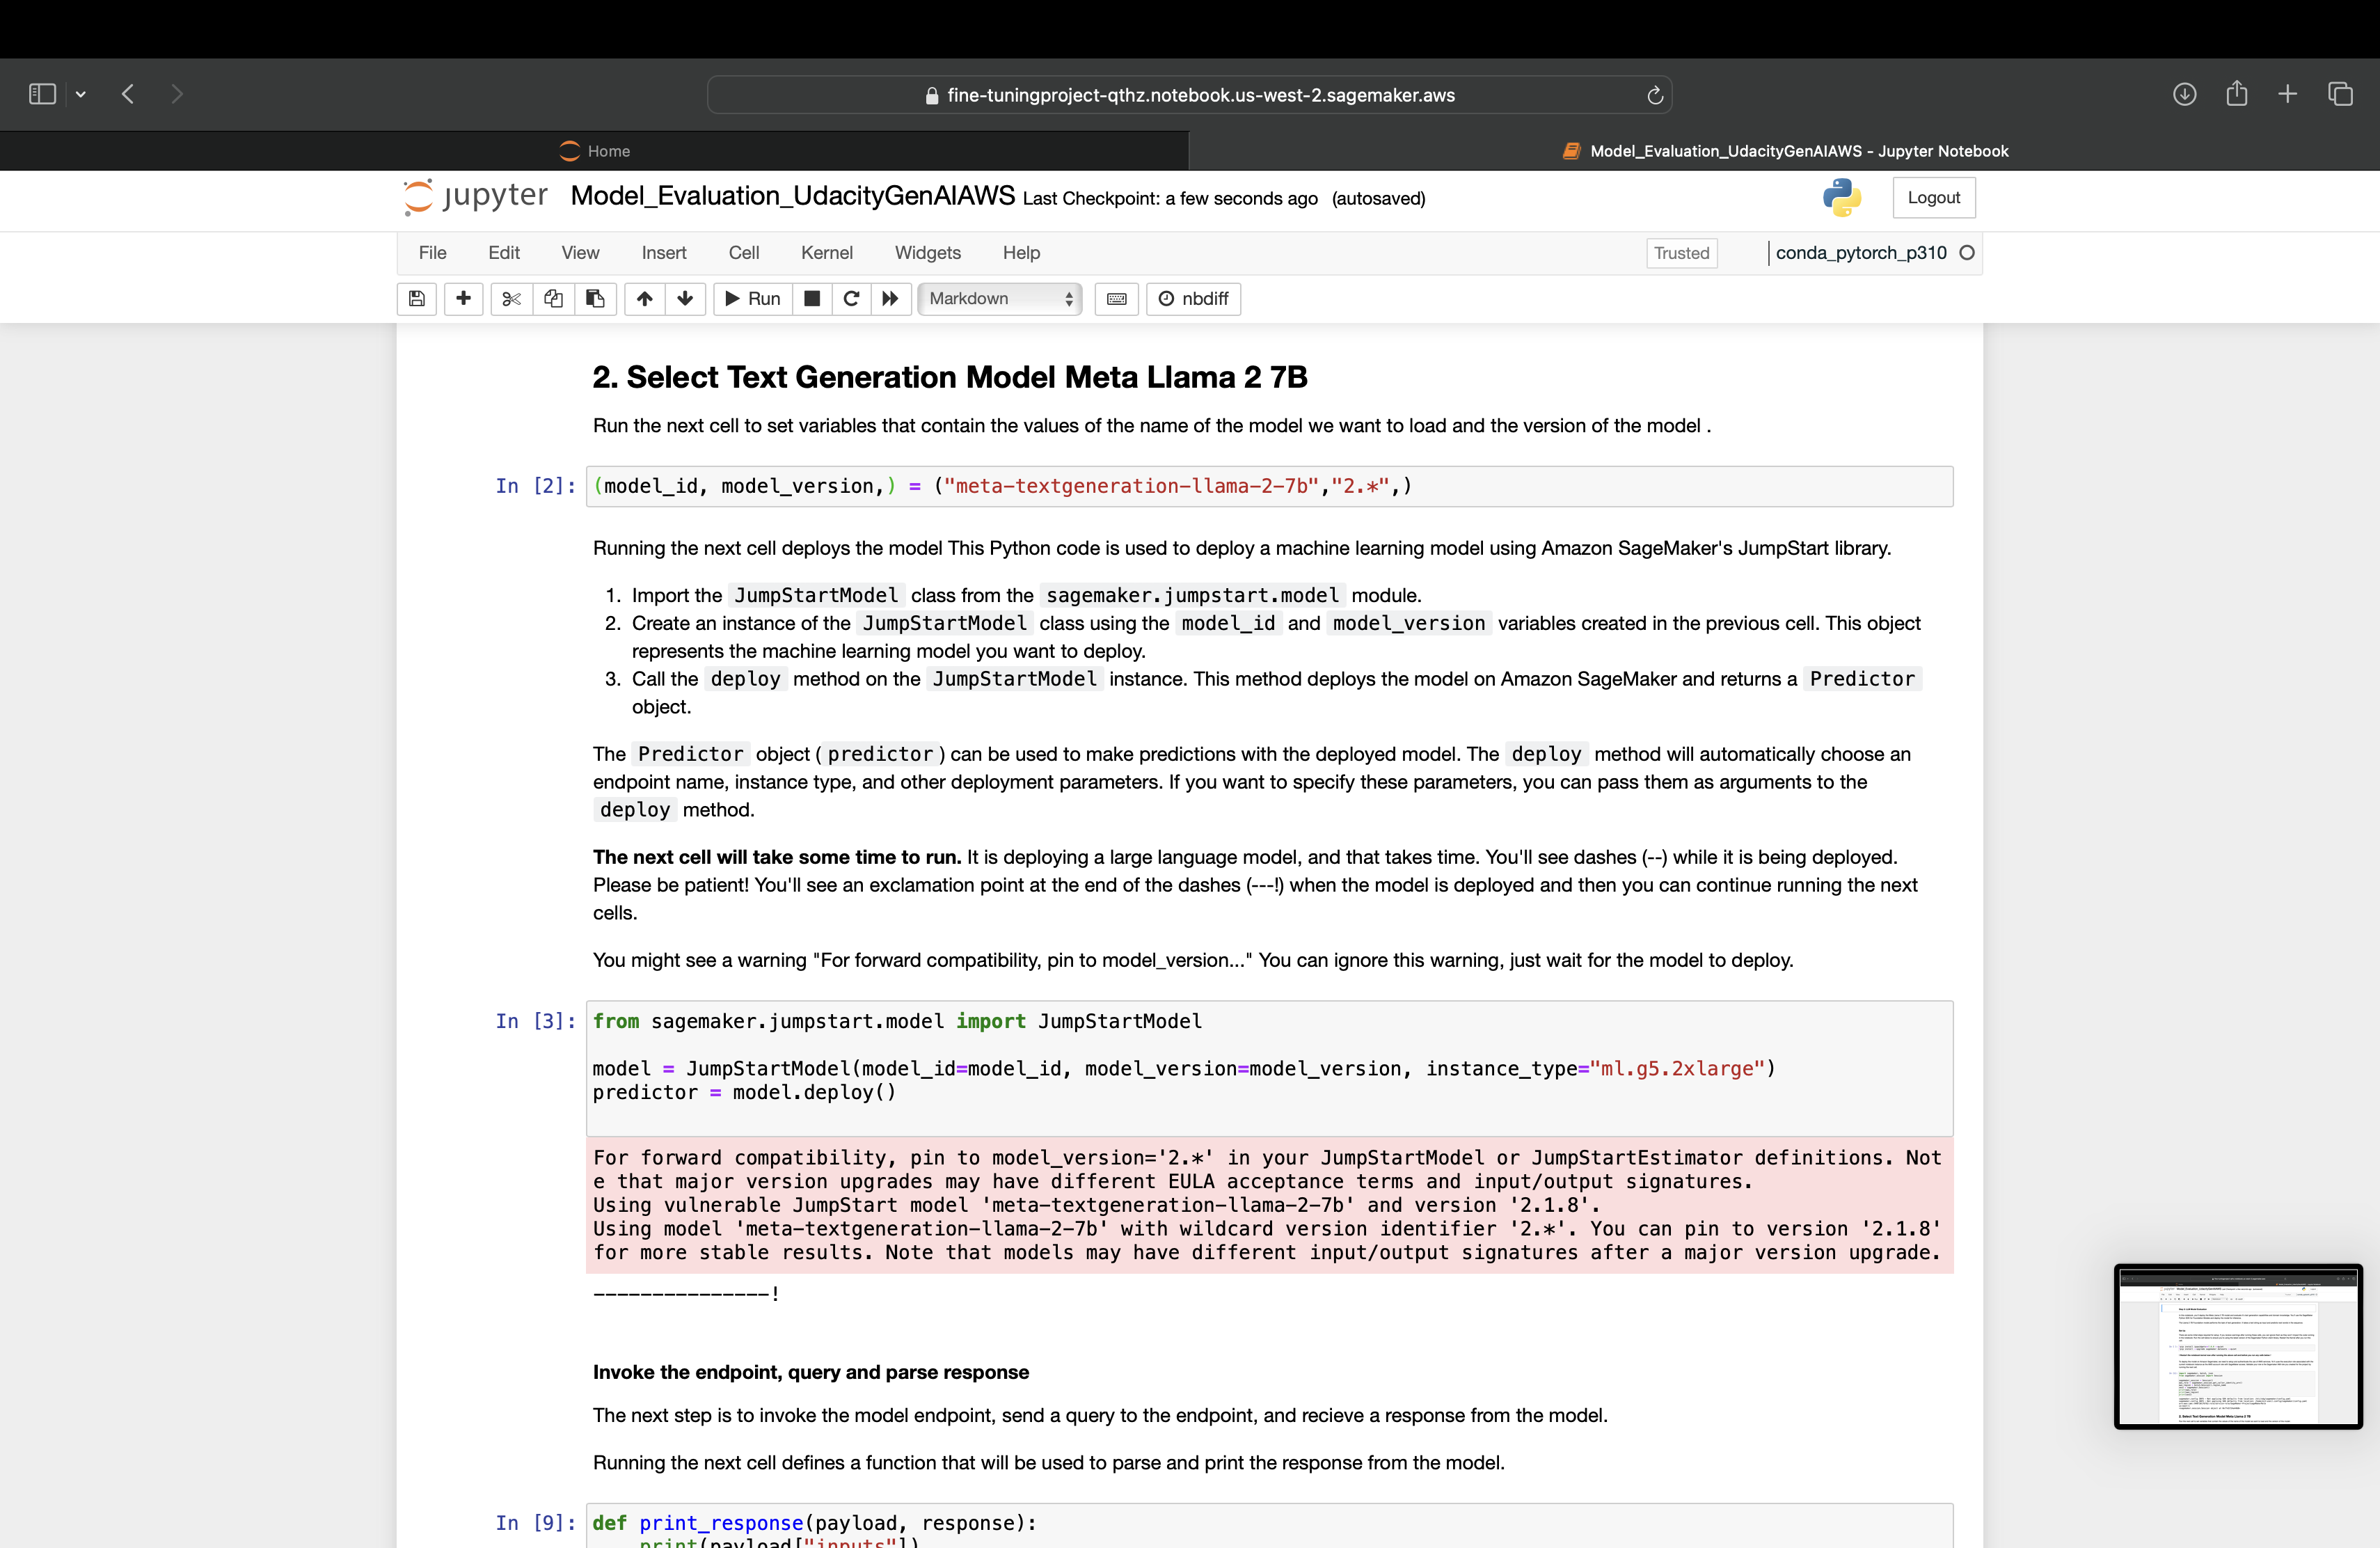 fine-tuningproject-qthz.notebook.us-west-2.sagemaker.aws
Home
Model_Evaluation_UdacityGenAIAWS - Jupyter Notebook
jupyter Model_Evaluation_UdacityGenAIAWS Last Checkpoint: a few seconds ago (autosaved)
Logout
File Edit View Insert Cell Kernel Widgets Help
Trusted
conda_pytorch_p310
Run
Markdown
nbdiff
2. Select Text Generation Model Meta Llama 2 7B
Run the next cell to set variables that contain the values of the name of the model we want to load and the version of the model .
In [2]: (model_id, model_version,) = ("meta-textgeneration-llama-2-7b","2.*",)
Running the next cell deploys the model This Python code is used to deploy a machine learning model using Amazon SageMaker's JumpStart library.
1. Import the JumpStartModel class from the sagemaker.jumpstart.model module.
2. Create an instance of the JumpStartModel class using the model_id and model_version variables created in the previous cell. This object
represents the machine learning model you want to deploy.
3. Call the deploy method on the JumpStartModel instance. This method deploys the model on Amazon SageMaker and returns a Predictor
object.
The Predictor object ( predictor ) can be used to make predictions with the deployed model. The deploy method will automatically choose an
endpoint name, instance type, and other deployment parameters. If you want to specify these parameters, you can pass them as arguments to the
deploy method.
The next cell will take some time to run. It is deploying a large language model, and that takes time. You'll see dashes (--) while it is being deployed.
Please be patient! You'll see an exclamation point at the end of the dashes (---!) when the model is deployed and then you can continue running the next
cells.
You might see a warning "For forward compatibility, pin to model_version..." You can ignore this warning, just wait for the model to deploy.
In [3]: from sagemaker.jumpstart.model import JumpStartModel
model = JumpStartModel(model_id=model_id, model_version=model_version, instance_type="ml.g5.2xlarge")
predictor = model.deploy()
For forward compatibility, pin to model_version='2.*' in your JumpStartModel or JumpStartEstimator definitions. Not
e that major version upgrades may have different EULA acceptance terms and input/output signatures.
Using vulnerable JumpStart model 'meta-textgeneration-llama-2-7b' and version '2.1.8'.
Using model 'meta-textgeneration-llama-2-7b' with wildcard version identifier '2.*'. You can pin to version '2.1.8'
for more stable results. Note that models may have different input/output signatures after a major version upgrade.
---------------!
Invoke the endpoint, query and parse response
The next step is to invoke the model endpoint, send a query to the endpoint, and recieve a response from the model.
Running the next cell defines a function that will be used to parse and print the response from the model.
In [9]: def print_response(payload, response):
print(payload["inputs"])